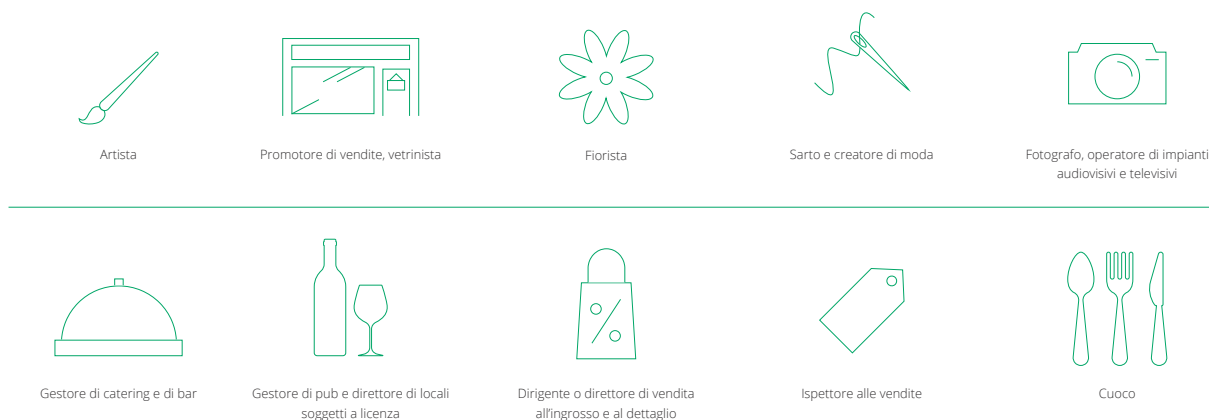 Artista
Promotore di vendite, vetrinista
Fiorista
Sarto e creatore di moda
Fotografo, operatore di impianti
audiovisivi e televisivi
Gestore di catering e di bar
Gestore di pub e direttore di locali
soggetti a licenza
Dirigente o direttore di vendita
all'ingrosso e al dettaglio
Ispettore alle vendite
Cuoco